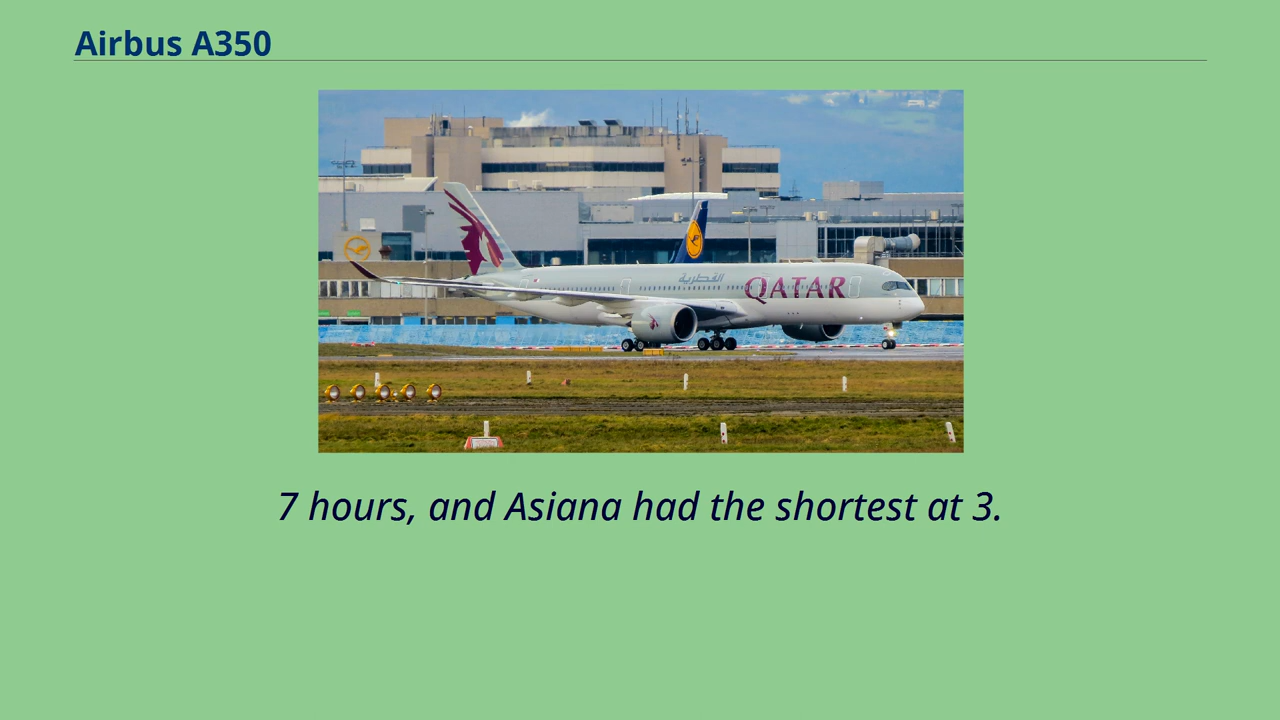 Airbus A350
القطرية
QATAR
7 hours, and Asiana had the shortest at 3.